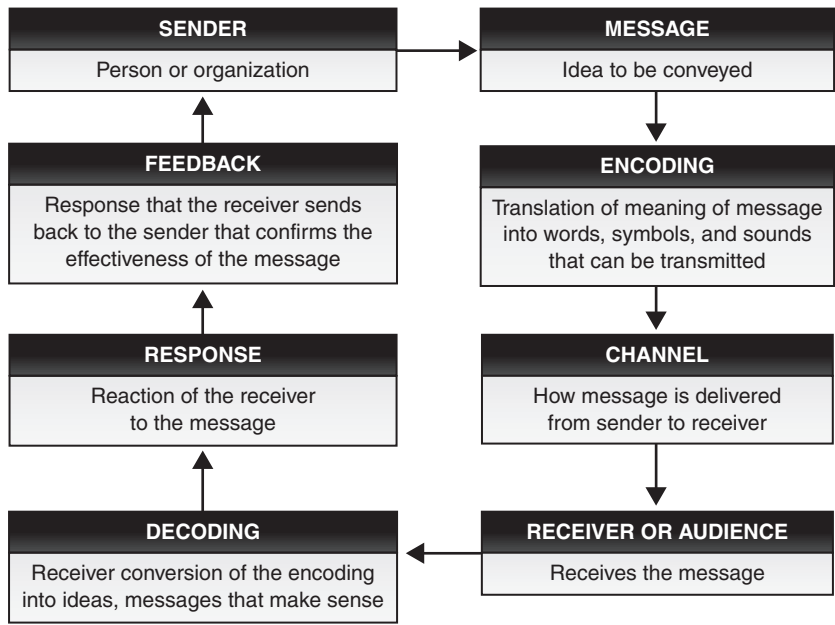 SENDER
Person or organization
MESSAGE
Idea to be conveyed
ENCODING
Translation of meaning of message
into words, symbols, and sounds
that can be transmitted
CHANNEL
How message is delivered
from sender to receiver
RECEIVER OR AUDIENCE
Receives the message
DECODING
Receiver conversion of the encoding
into ideas, messages that make sense
RESPONSE
Reaction of the receiver
to the message
FEEDBACK
Response that the receiver sends
back to the sender that confirms the
effectiveness of the message